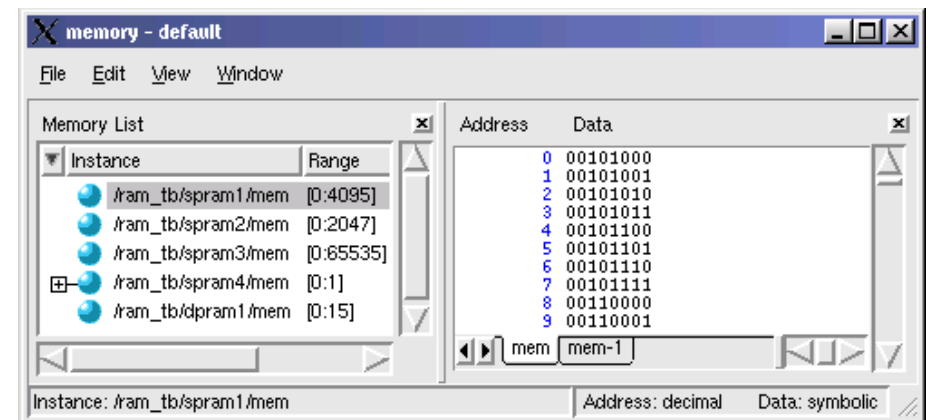 memory - default
File Edit View Window
Memory List
Instance Range
/ram_tb/spram1/mem [0:4095]
/ram_tb/spram2/mem [0:2047]
/ram_tb/spram3/mem [0:65535]
/ram_tb/spram4/mem [0:1]
/ram_tb/dpram1/mem [0:15]
Address Data
0 00101000
1 00101001
2 00101010
3 00101011
4 00101100
5 00101101
6 00101110
7 00101111
8 00110000
9 00110001
mem mem-1
Instance: /ram_tb/spram1/mem Address: decimal Data: symbolic